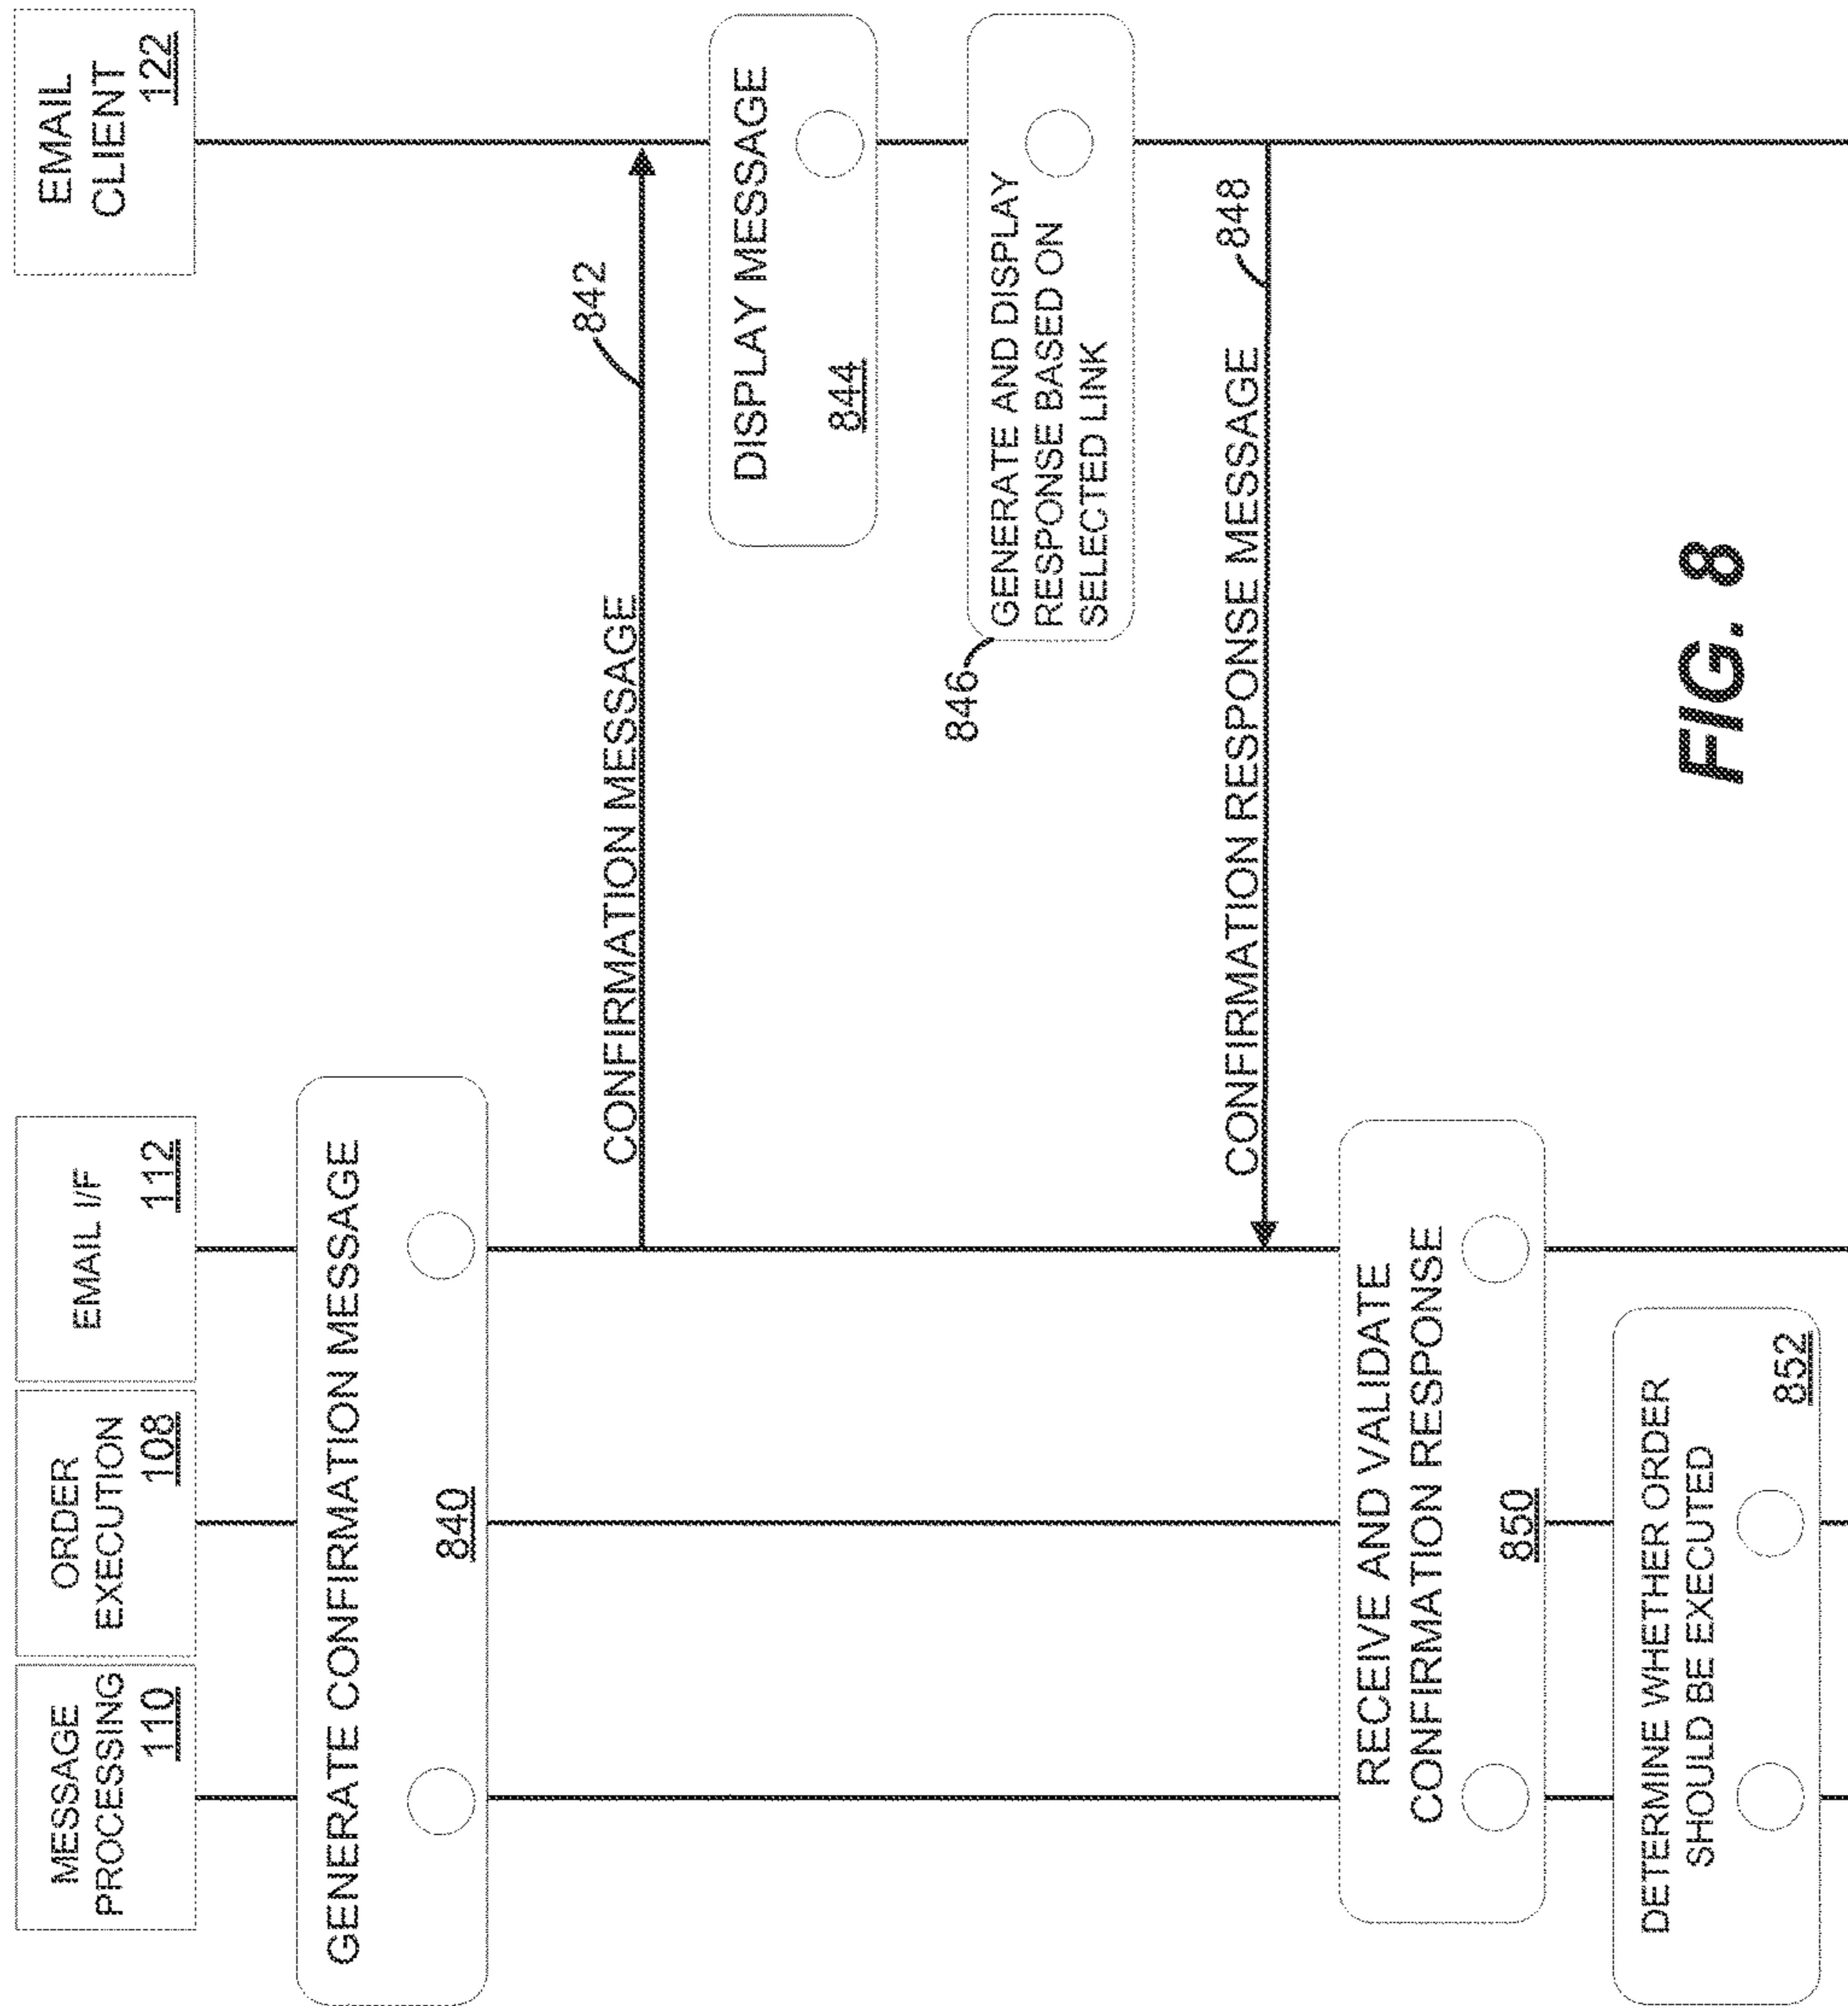 MESSAGE
PROCESSING
110
ORDER
EXECUTION
108
EMAIL I/F
112
EMAIL
CLIENT
122
GENERATE CONFIRMATION MESSAGE
840
CONFIRMATION MESSAGE
842
DISPLAY MESSAGE
844
846
GENERATE AND DISPLAY
RESPONSE BASED ON
SELECTED LINK
CONFIRMATION RESPONSE MESSAGE
848
RECEIVE AND VALIDATE
CONFIRMATION RESPONSE
850
DETERMINE WHETHER ORDER
SHOULD BE EXECUTED
852
FIG. 8